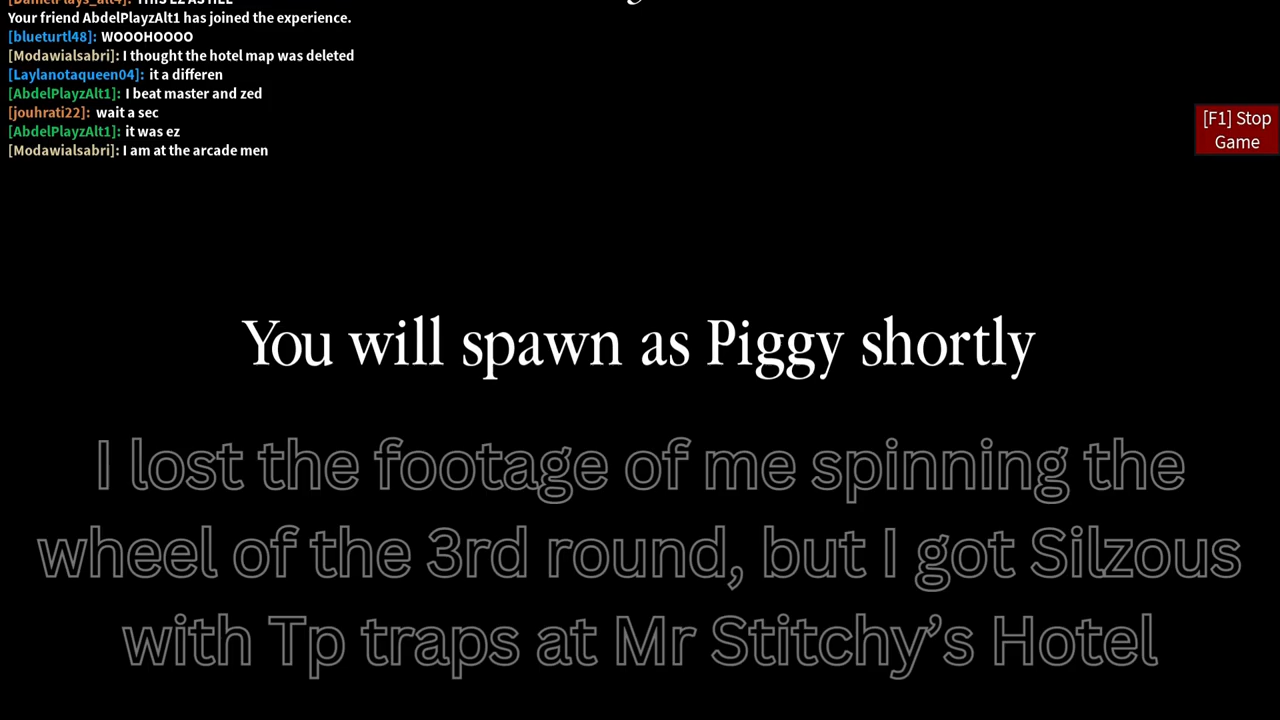 Your friend AbdelPlayzAlt1 has joined the experience.
[blueturtl48]: WOOOHOOOO
[Modawialsabri]: I thought the hotel map was deleted
[Laylanotaqueen04]: it a differen
[AbdelPlayzAlt1]: I beat master and zed
[jouhrati22]: wait a sec
[AbdelPlayzAlt1]: it was ez
[Modawialsabri]: I am at the arcade men
[F1] Stop
Game
You will spawn as Piggy shortly
I lost the footage of me spinning the
wheel of the 3rd round, but I got Silzous
with Tp traps at Mr Stitchy’s Hotel